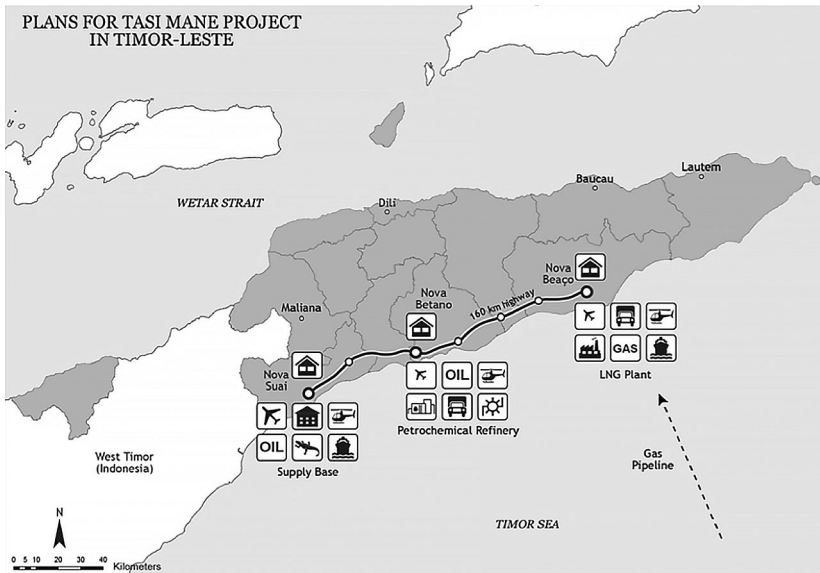 PLANS FOR TASI MANE PROJECT
IN TIMOR-LESTE
WETAR STRAIT
Dili
Baucau
Lautem
Maliana
Nova
Suai
Nova
Betano
160 km highway
Nova
Beaço
OIL
Supply Base
OIL
Petrochemical Refinery
GAS
LNG Plant
Gas
Pipeline
West Timor
(Indonesia)
TIMOR SEA
N
0 5 10 20 30 40
Kilometers